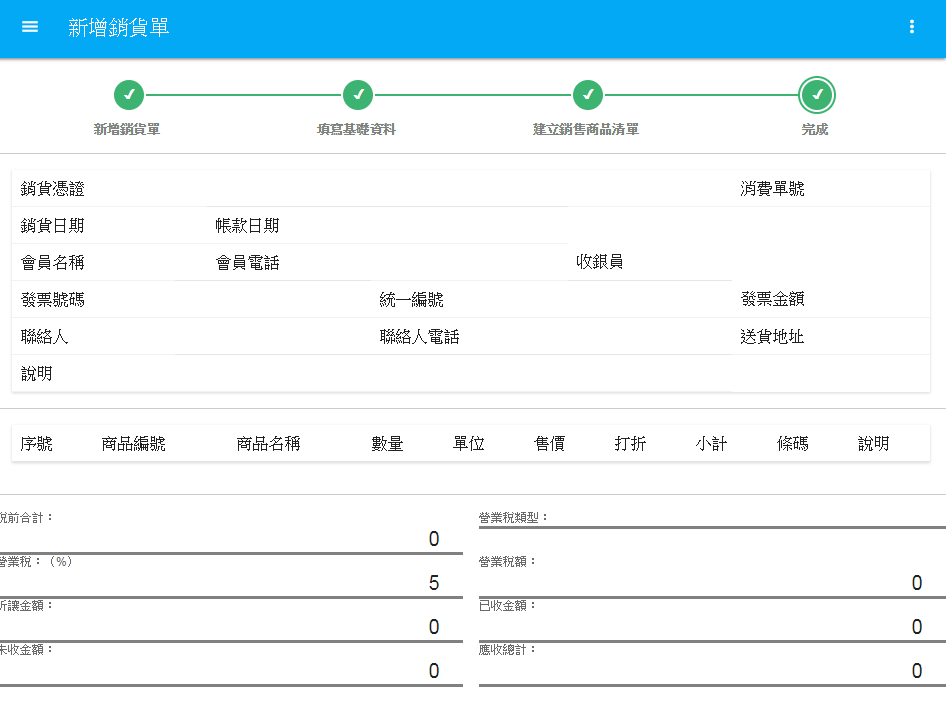 新增銷貨單
新增銷貨單 填寫基礎資料 建立銷售商品清單 完成
銷貨憑證 消費單號
銷貨日期 帳款日期
會員名稱 會員電話 收銀員
發票號碼 統一編號 發票金額
聯絡人 聯絡人電話 送貨地址
說明
序號 商品編號 商品名稱 數量 單位 售價 打折 小計 條碼 說明
稅前合計： 營業稅類型：
0
營業稅：（%） 營業稅額：
5 0
折讓金額： 已收金額：
0 0
未收金額： 應收總計：
0 0